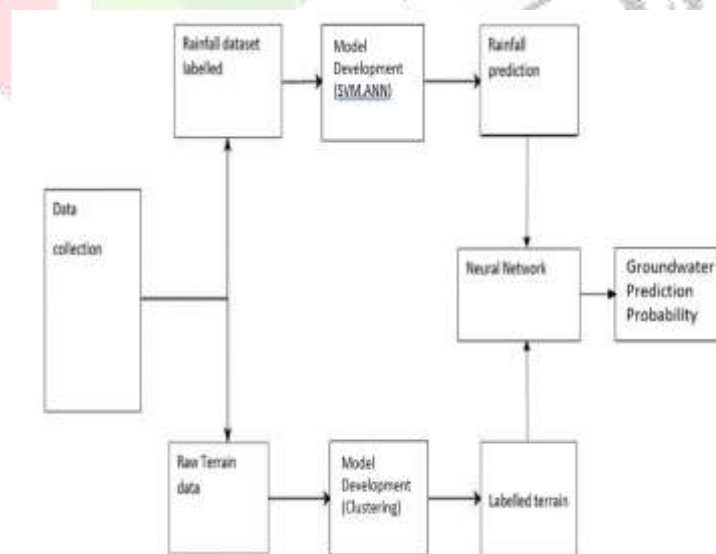 Rainfall dataset
labelled
Model
Development
(SVM.ANN)
Rainfall
prediction
Data
collection
Neural Network
Groundwater
Prediction
Probability
Raw Terrain
data
Model
Development
(Clustering)
Labelled terrain